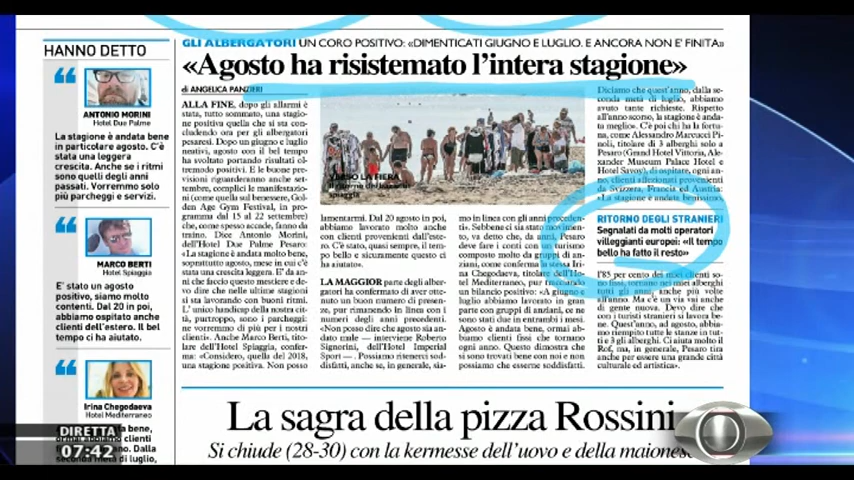 GLI ALBERGATORI UN CORO POSITIVO: «DIMENTICATI GIUGNO E LUGLIO. E ANCORA NON E' FINITA»
«Agosto ha risistemato l'intera stagione»
HANNO DETTO
ANTONIO MORINI
Hotel Due Palme
La stagione è andata bene
in particolare agosto. C'è
stata una leggera
crescita. Anche se i ritmi
sono quelli degli anni
passati. Vorremmo solo
più parcheggi e servizi.
MARCO BERTI
Hotel Spiaggia
E' stato un agosto
positivo, siamo molto
contenti. Dal 20 in poi,
abbiamo ospitato anche
clienti dell'estero. Il bel
tempo ci ha aiutato.
Irina Chegodaeva
Hotel Mediterraneo
di ANGELICA PANZIERI
ALLA FINE, dopo gli allarmi è
stata, tutto sommato, una stagio-
ne positiva quella che si sta con-
cludendo ora per gli albergatori
pesaresi. Dopo un giugno e luglio
neutivi, agosto con il bel tempo
ha svoltato portando risultati ol-
tremodo positivi. E le buone pre-
visioni riguarderanno anche set-
tembre, complici le manifestazio-
ni (come quella sul benessere, Gol-
den Age Gym Festival, in pro-
gramma dal 15 al 22 settembre)
che, come spesso accade, fanno da
traino. Dice Antonio Morini,
dell'Hotel Due Palme Pesaro:
«La stagione è andata molto bene,
soprattutto agosto, mese in cui c'è
stata una crescita leggera. E' da an-
ni che faccio questo mestiere e de-
vo dire che nelle ultime stagioni
si sta lavorando con buoni ritmi.
L' unico handicap della nostra cit-
tà, purtroppo, sono i parcheggi:
ne vorremmo di più per i nostri
clienti». Anche Marco Berti, tito-
lare dell'Hotel Spiaggia, confer-
ma: «Considero, quella del 2018,
una stagione positiva. Non posso
VERSO LA FIERA
spiaggia
lamentarmi. Dal 20 agosto in poi,
abbiamo lavorato molto anche
con clienti provenienti dall'este-
ro. C'è stato, quasi sempre, il bel
tempo e sicuramente questo ci
ha aiutato».
LA MAGGIOR parte degli alber-
gatori ha confermato di aver otte-
nuto un buon numero di presen-
ze, pur rimanendo in linea con i
numeri degli anni precedenti.
«Non posso dire che agosto sia an-
dato male — interviene Roberto
Signorini, dell'Hotel Imperial
Sport —. Possiamo ritenerci sod-
disfatti, anche se, in generale, sia-
mo in linea con gli anni preceden-
ti. Sebbene ci sia stato movimen-
to, va detto che, da anni, Pesaro
deve fare i conti con un turismo
composto molto da gruppi di an-
ziani, come conferma la stessa Iri-
na Chegodaeva, titolare dell'Ho-
tel Mediterraneo, pur rimarcando
un bilancio positivo: «A giugno e
luglio abbiamo lavorato in gran
parte con gruppi di anziani, ce ne
sono stati due in entrambi i mesi.
Agosto è andata bene, ormai ab-
biamo clienti fissi che tornano
ogni anno. Questo dimostra che
si sono trovati bene con noi e non
possiamo che esserne soddisfatti.
Diciamo che quest'anno, dalla se-
conda metà di luglio, abbiamo
avuto tante richieste. Rispetto
all'anno scorso, la stagione è anda-
ta meglio». C'è poi chi ha la fortu-
na, come Alessandro Marcucci Pi-
noli, titolare di 3 alberghi solo a
Pesaro (Grand Hotel Vittoria, Ale-
xander Museum Palace Hotel e
Hotel Savoy), di ospitare, ogni an-
no, clienti affezionati provenienti
da Svizzera, Francia ed Austria:
«La stagione è andata benissimo
RITORNO DEGLI STRANIERI
Segnalati da molti operatori
villeggianti europei: «Il tempo
bello ha fatto il resto»
l'85 per cento dei miei clienti so-
no fissi, tornano nei miei alberghi
tutti gli anni, anche più volte
all'anno. Ma c'è un via vai anche
di gente nuova. Devo dire che
con i turisti stranieri si lavora be-
ne. Quest'anno, ad agosto, abbia-
mo riempito tutte le stanze in tut-
ti e 3 gli alberghi. Ci aiuta molto il
Rof, ma, in generale, Pesaro tira
anche per essere una grande città
culturale ed artistica».
La sagra della pizza Rossini
Si chiude (28-30) con la kermesse dell'uovo e della maionese
DIRETTA
07:42